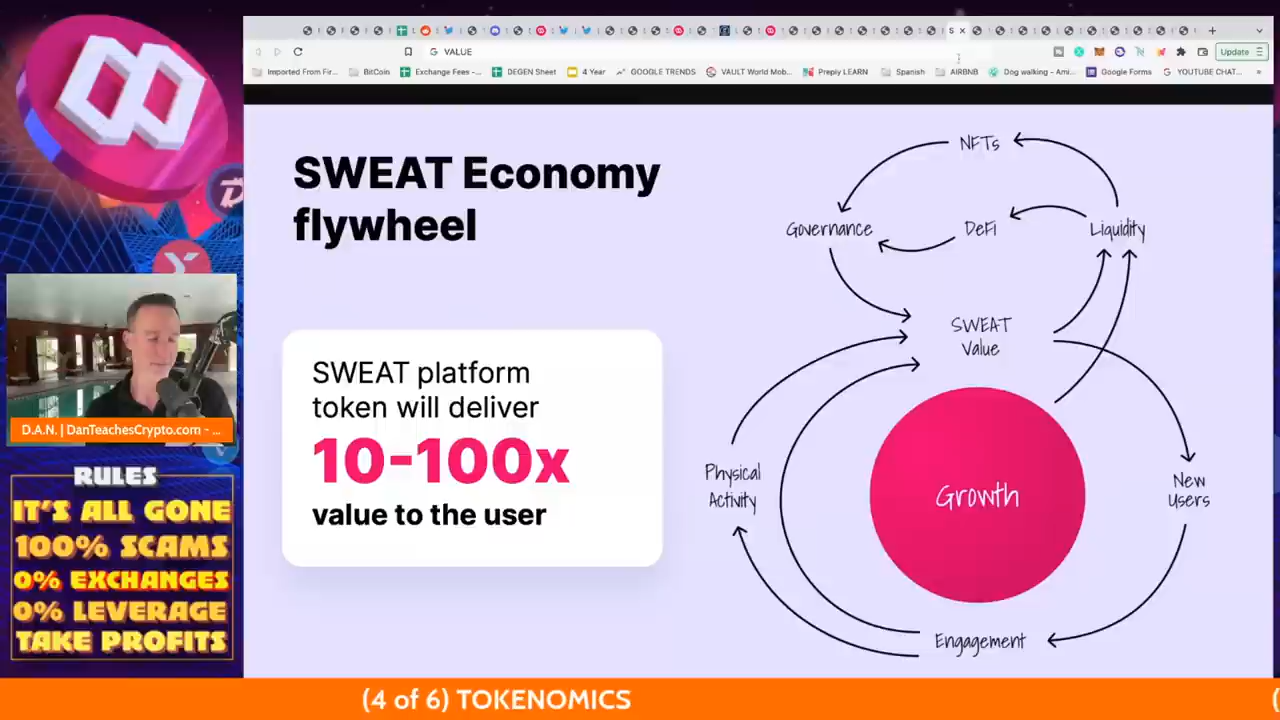 VALUE
Update
Imported From Fir...
BitCoin
Exchange Fees -...
DEGEN Sheet
4 Year
GOOGLE TRENDS
VAULT World Mob...
Preply LEARN
Spanish
AIRBNB
Dog walking - Ami...
Google Forms
YOUTUBE CHAT...
SWEAT Economy
flywheel
SWEAT platform
token will deliver
10-100x
value to the user
NFTs
Governance
DeFi
Liquidity
SWEAT
Value
Physical
Activity
Growth
New
Users
Engagement
D.A.N. | DanTeachesCrypto.com - ...
RULES
IT'S ALL GONE
100% SCAMS
0% EXCHANGES
0% LEVERAGE
TAKE PROFITS
(4 of 6) TOKENOMICS